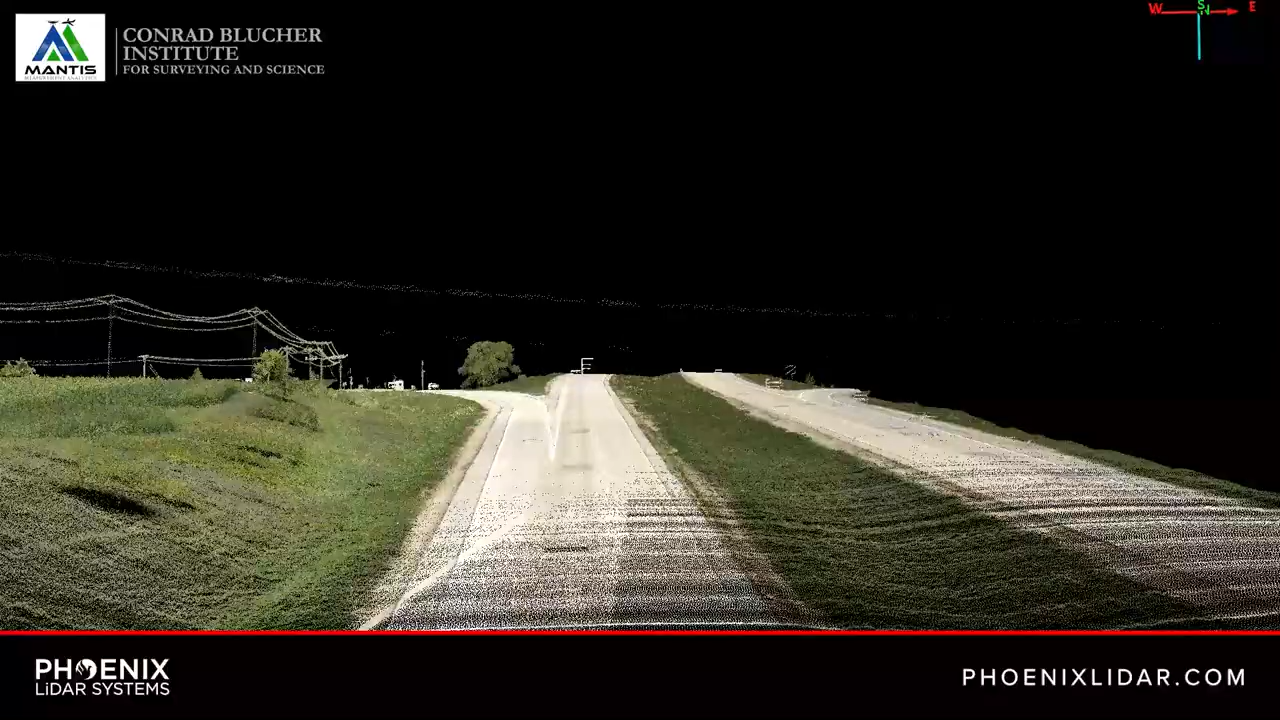 MANTIS
CONRAD BLUCHER
INSTITUTE
FOR SURVEYING AND SCIENCE
W S N E
PHOENIX
LiDAR SYSTEMS
PHOENIXLIDAR.COM